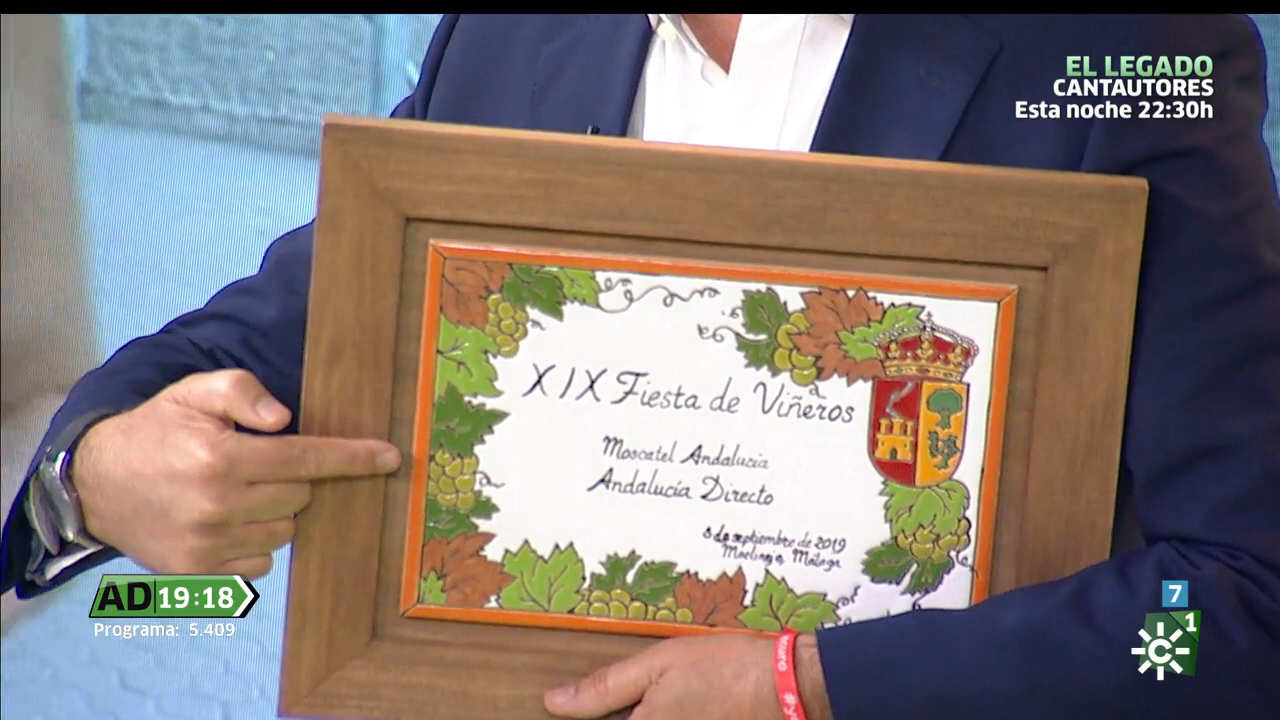 EL LEGADO
CANTAUTORES
Esta noche 22:30h
XIX Fiesta de Viñeros
Moscatel Andalucía
Andalucía Directo
8 de septiembre de 2019
Moclinejo, Málaga
AD 19:18
Programa: 5.409
7
1